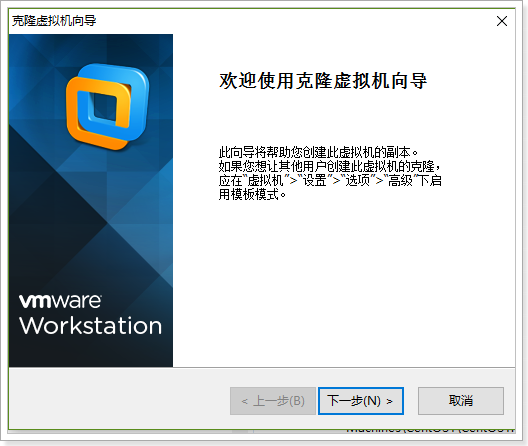 克隆虚拟机向导
欢迎使用克隆虚拟机向导
此向导将帮助您创建此虚拟机的副本。
如果您想让其他用户创建此虚拟机的克隆，
应在“虚拟机”>“设置”>“选项”>“高级”下启
用模板模式。
vmware
Workstation
< 上一步(B)
下一步(N) >
取消